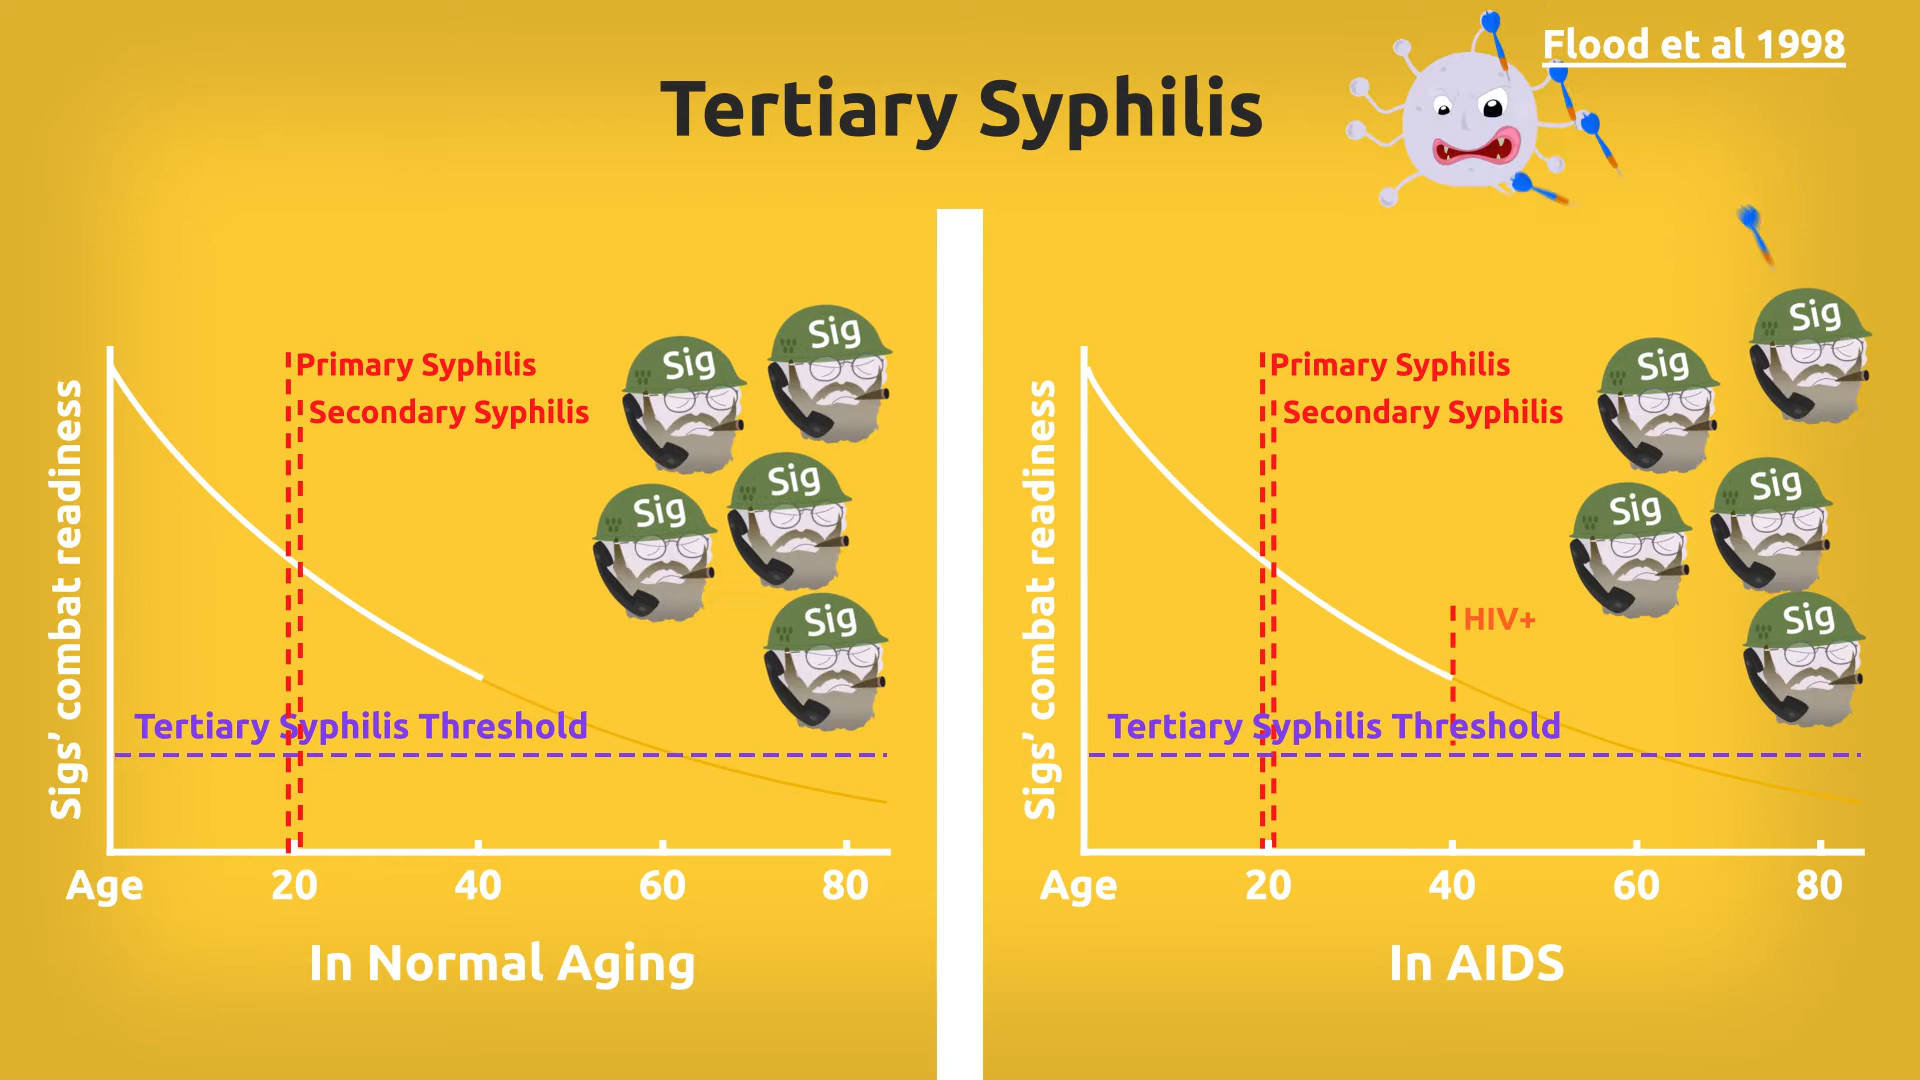 Flood et al 1998
Tertiary Syphilis
Sigs’ combat readiness
Primary Syphilis
Secondary Syphilis
Sig
Sig
Sig
Sig
Sig
Tertiary Syphilis Threshold
Age 20 40 60 80
In Normal Aging
Sigs’ combat readiness
Primary Syphilis
Secondary Syphilis
Sig
Sig
Sig
Sig
Sig
HIV+
Tertiary Syphilis Threshold
Age 20 40 60 80
In AIDS